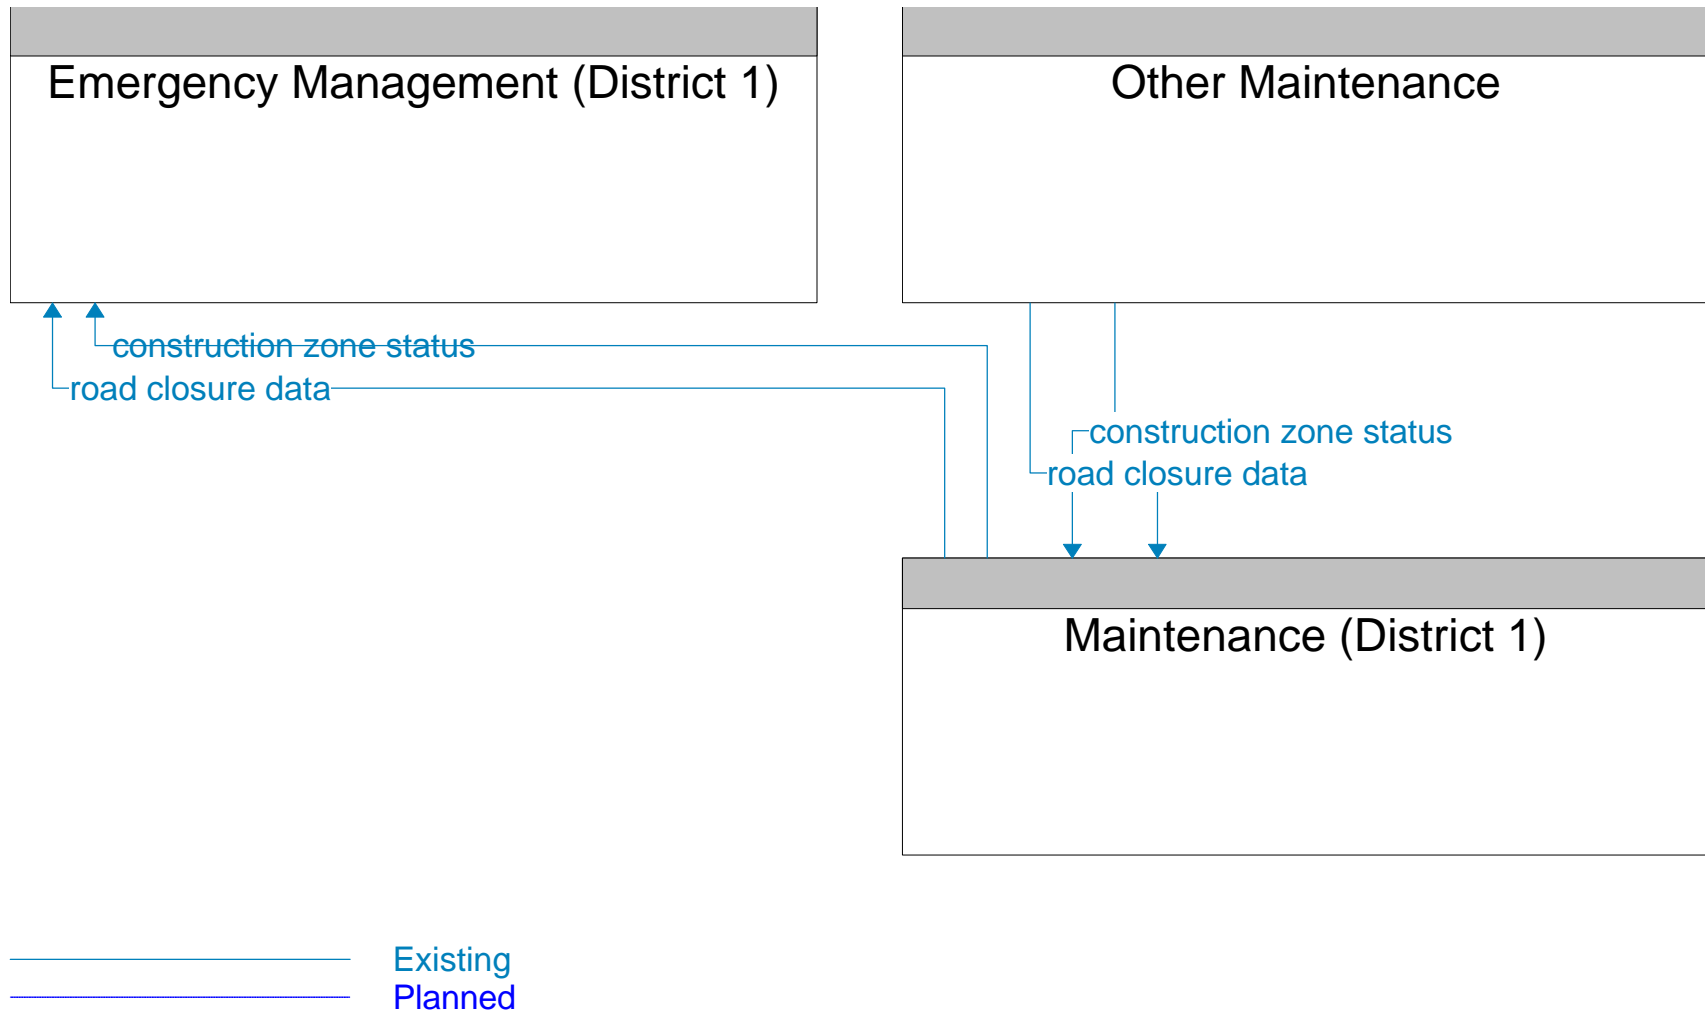 Emergency Management (District 1)
Other Maintenance
construction zone status
road closure data
construction zone status
road closure data
Maintenance (District 1)
Existing
Planned